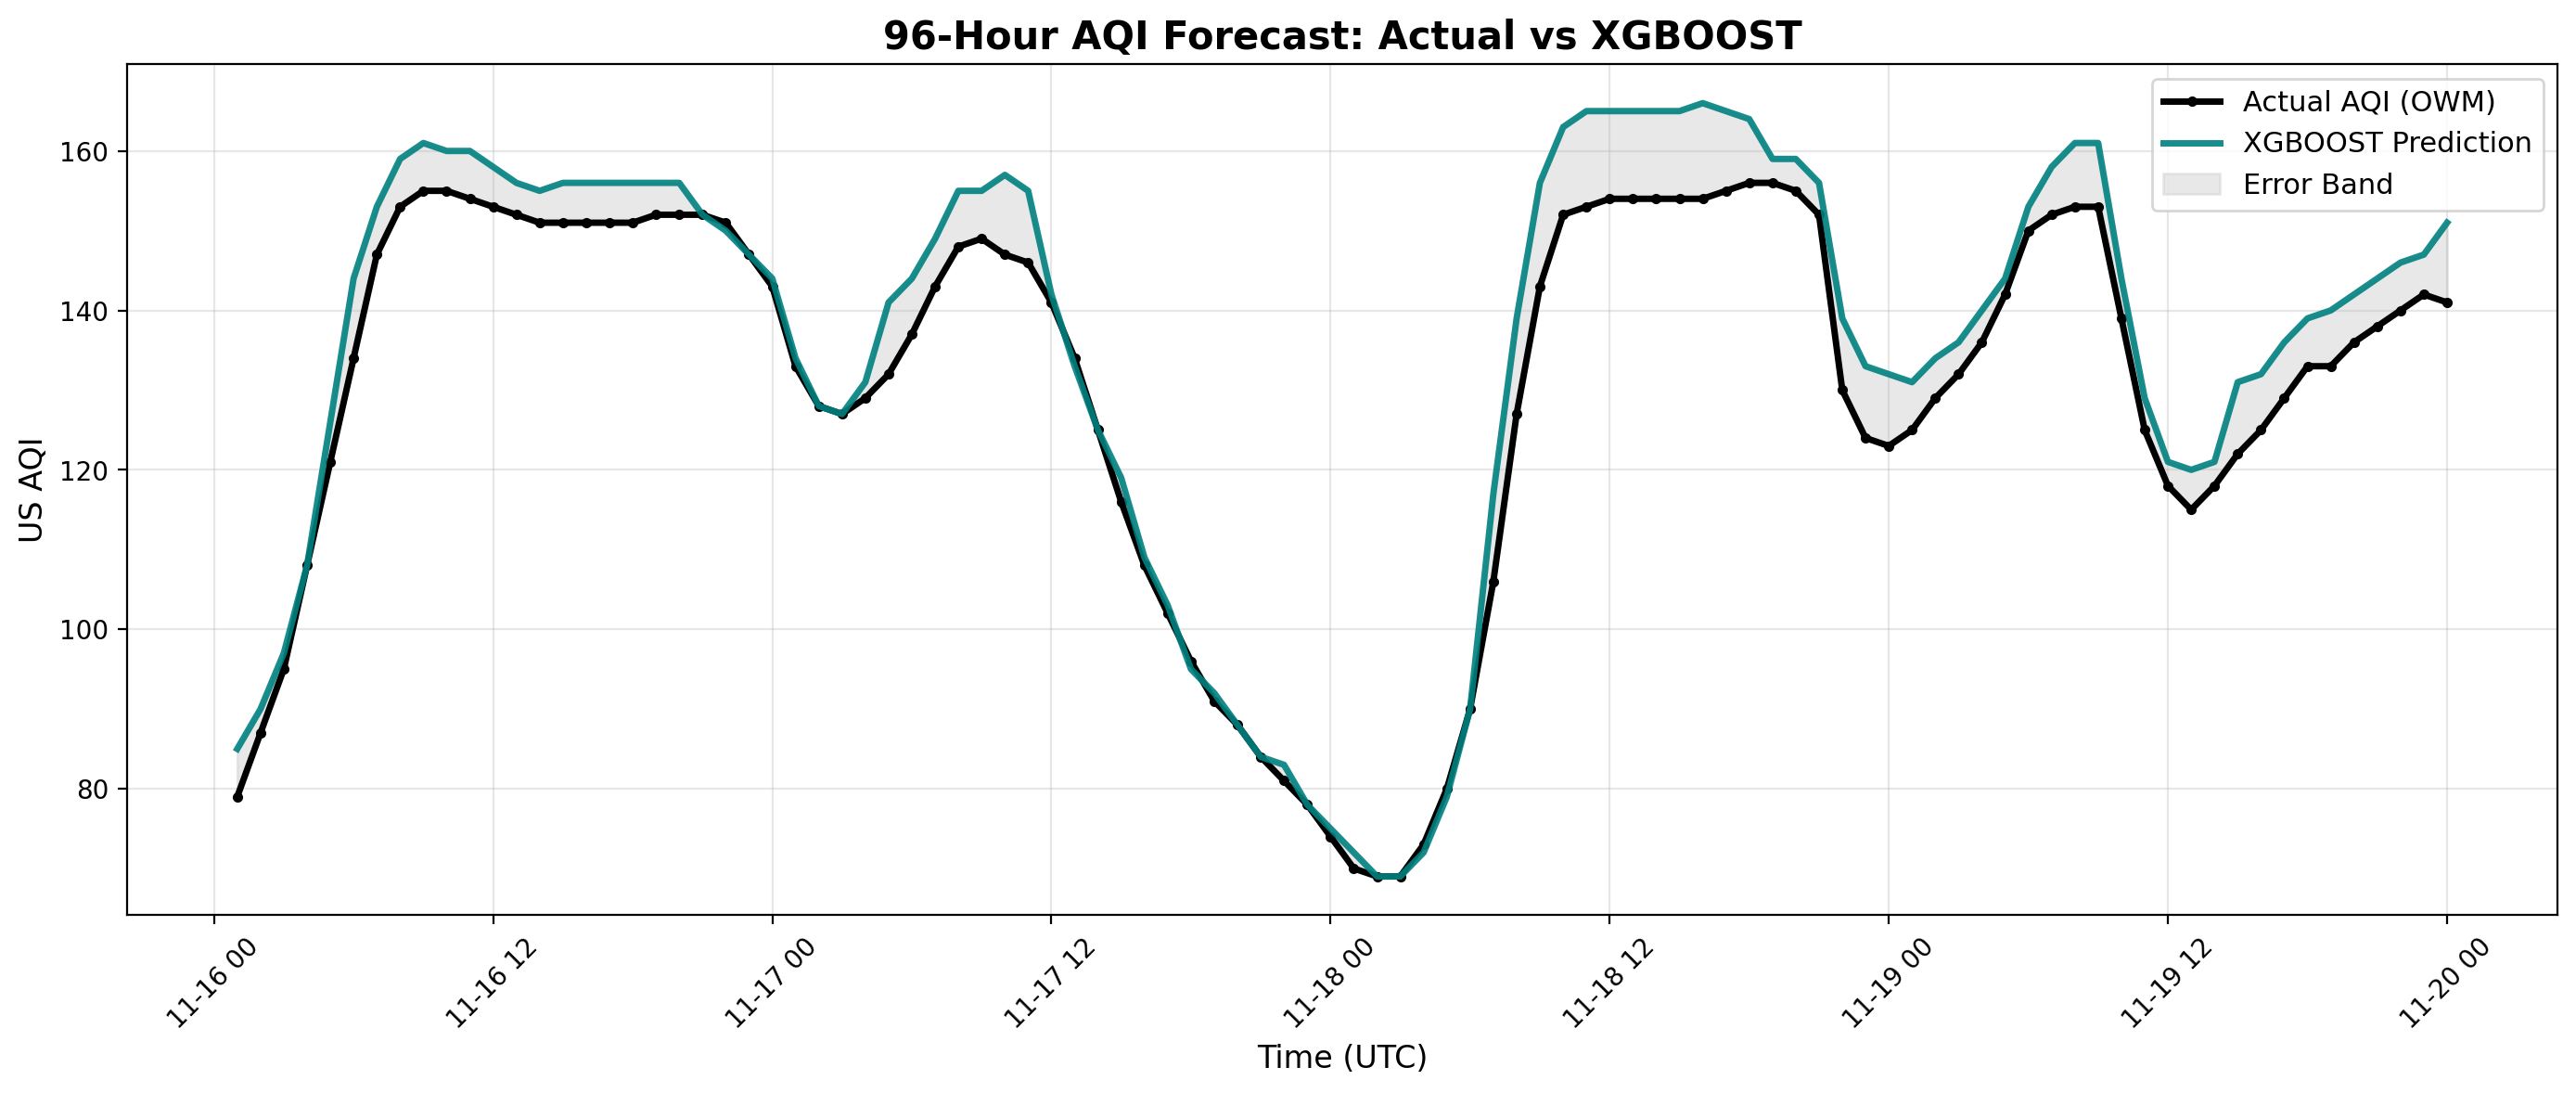 96-Hour AQI Forecast: Actual vs XGBOOST
Actual AQI (OWM)
XGBOOST Prediction
Error Band
US AQI
160
140
120
100
80
11-16 00
11-16 12
11-17 00
11-17 12
11-18 00
11-18 12
11-19 00
11-19 12
11-20 00
Time (UTC)